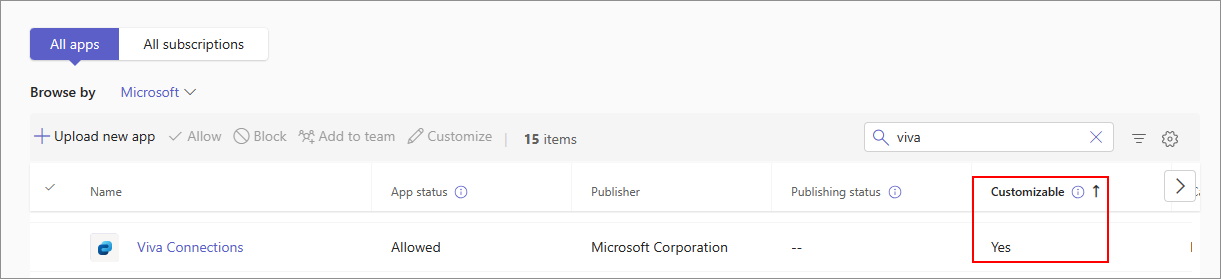 All apps All subscriptions
Browse by Microsoft
Upload new app Allow Block Add to team Customize | 15 items viva
Name App status Publisher Publishing status Customizable ↑
Viva Connections Allowed Microsoft Corporation -- Yes